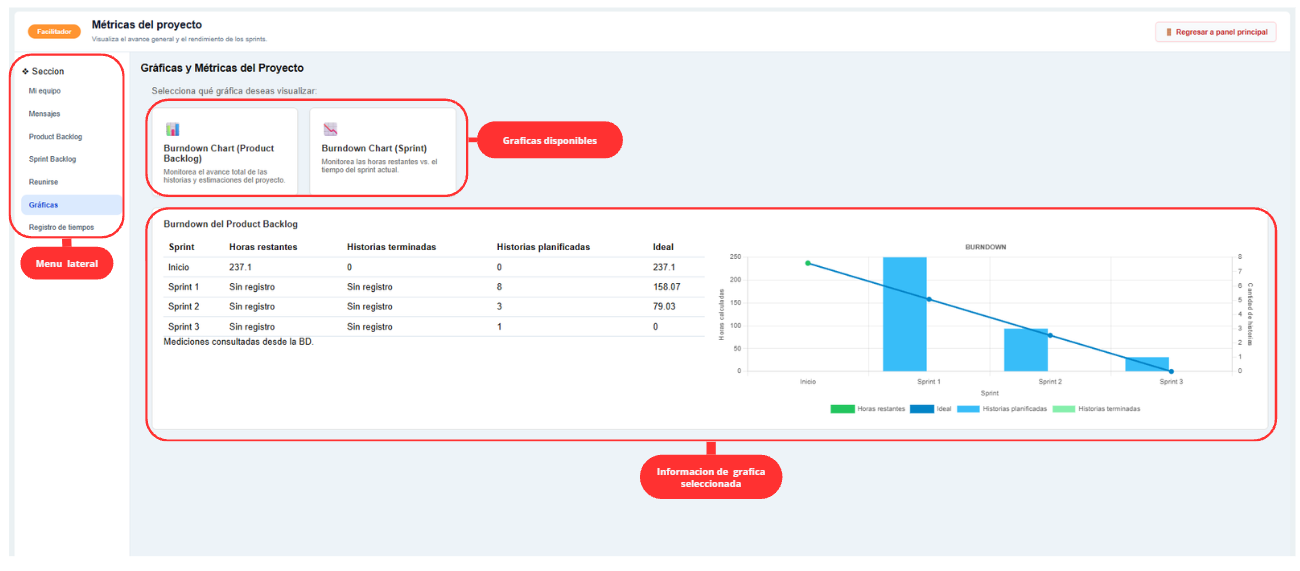 Facilitador
Métricas del proyecto
Visualiza el avance general y el rendimiento de los sprints.
Regresar a panel principal
❖ Seccion
Mi equipo
Mensajes
Product Backlog
Sprint Backlog
Reunirse
Gráficas
Registro de tiempos
Menu lateral
Gráficas y Métricas del Proyecto
Selecciona qué gráfica deseas visualizar:
Burndown Chart (Product
Backlog)
Monitorea el avance total de las
historias y estimaciones del proyecto.
Burndown Chart (Sprint)
Monitorea las horas restantes vs. el
tiempo del sprint actual.
Graficas disponibles
Burndown del Product Backlog
Sprint Horas restantes Historias terminadas Historias planificadas Ideal
Inicio 237.1 0 0 237.1
Sprint 1 Sin registro Sin registro 8 158.07
Sprint 2 Sin registro Sin registro 3 79.03
Sprint 3 Sin registro Sin registro 1 0
Mediciones consultadas desde la BD.
BURNDOWN
Horas calculadas
250
200
150
100
50
0
8
7
6
5
4
3
2
1
0
Cantidad de historias
Inicio Sprint 1 Sprint 2 Sprint 3
Sprint
Horas restantes Ideal Historias planificadas Historias terminadas
Informacion de grafica
seleccionada